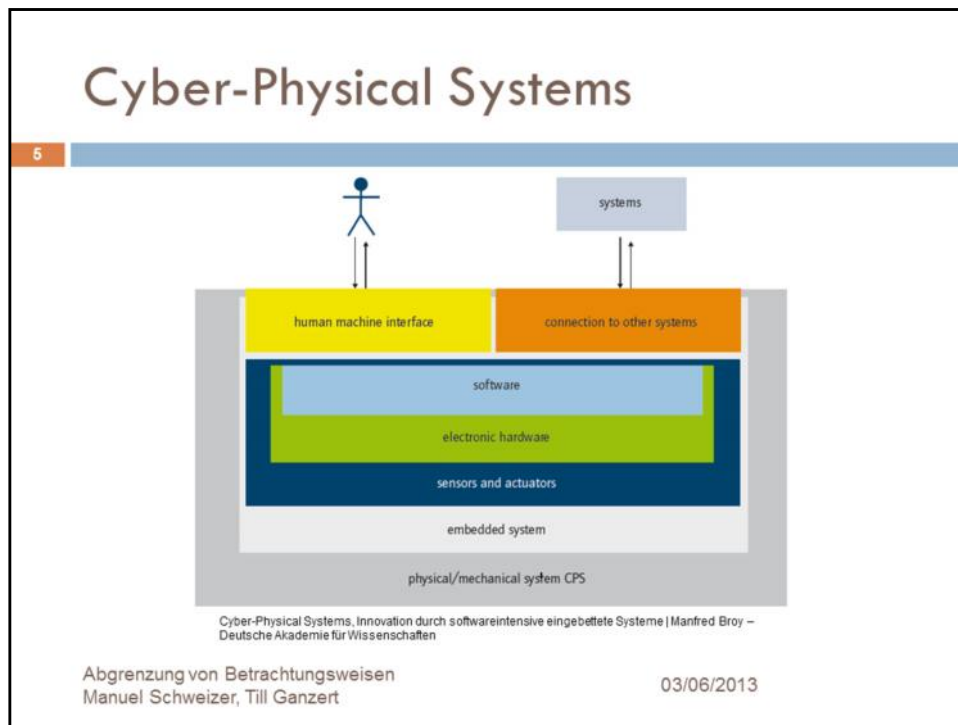 Cyber-Physical Systems
5
systems
human machine interface
connection to other systems
software
electronic hardware
sensors and actuators
embedded system
physical/mechanical system CPS
Cyber-Physical Systems, Innovation durch softwareintensive eingebettete Systeme | Manfred Broy –
Deutsche Akademie für Wissenschaften
Abgrenzung von Betrachtungsweisen
Manuel Schweizer, Till Ganzert
03/06/2013